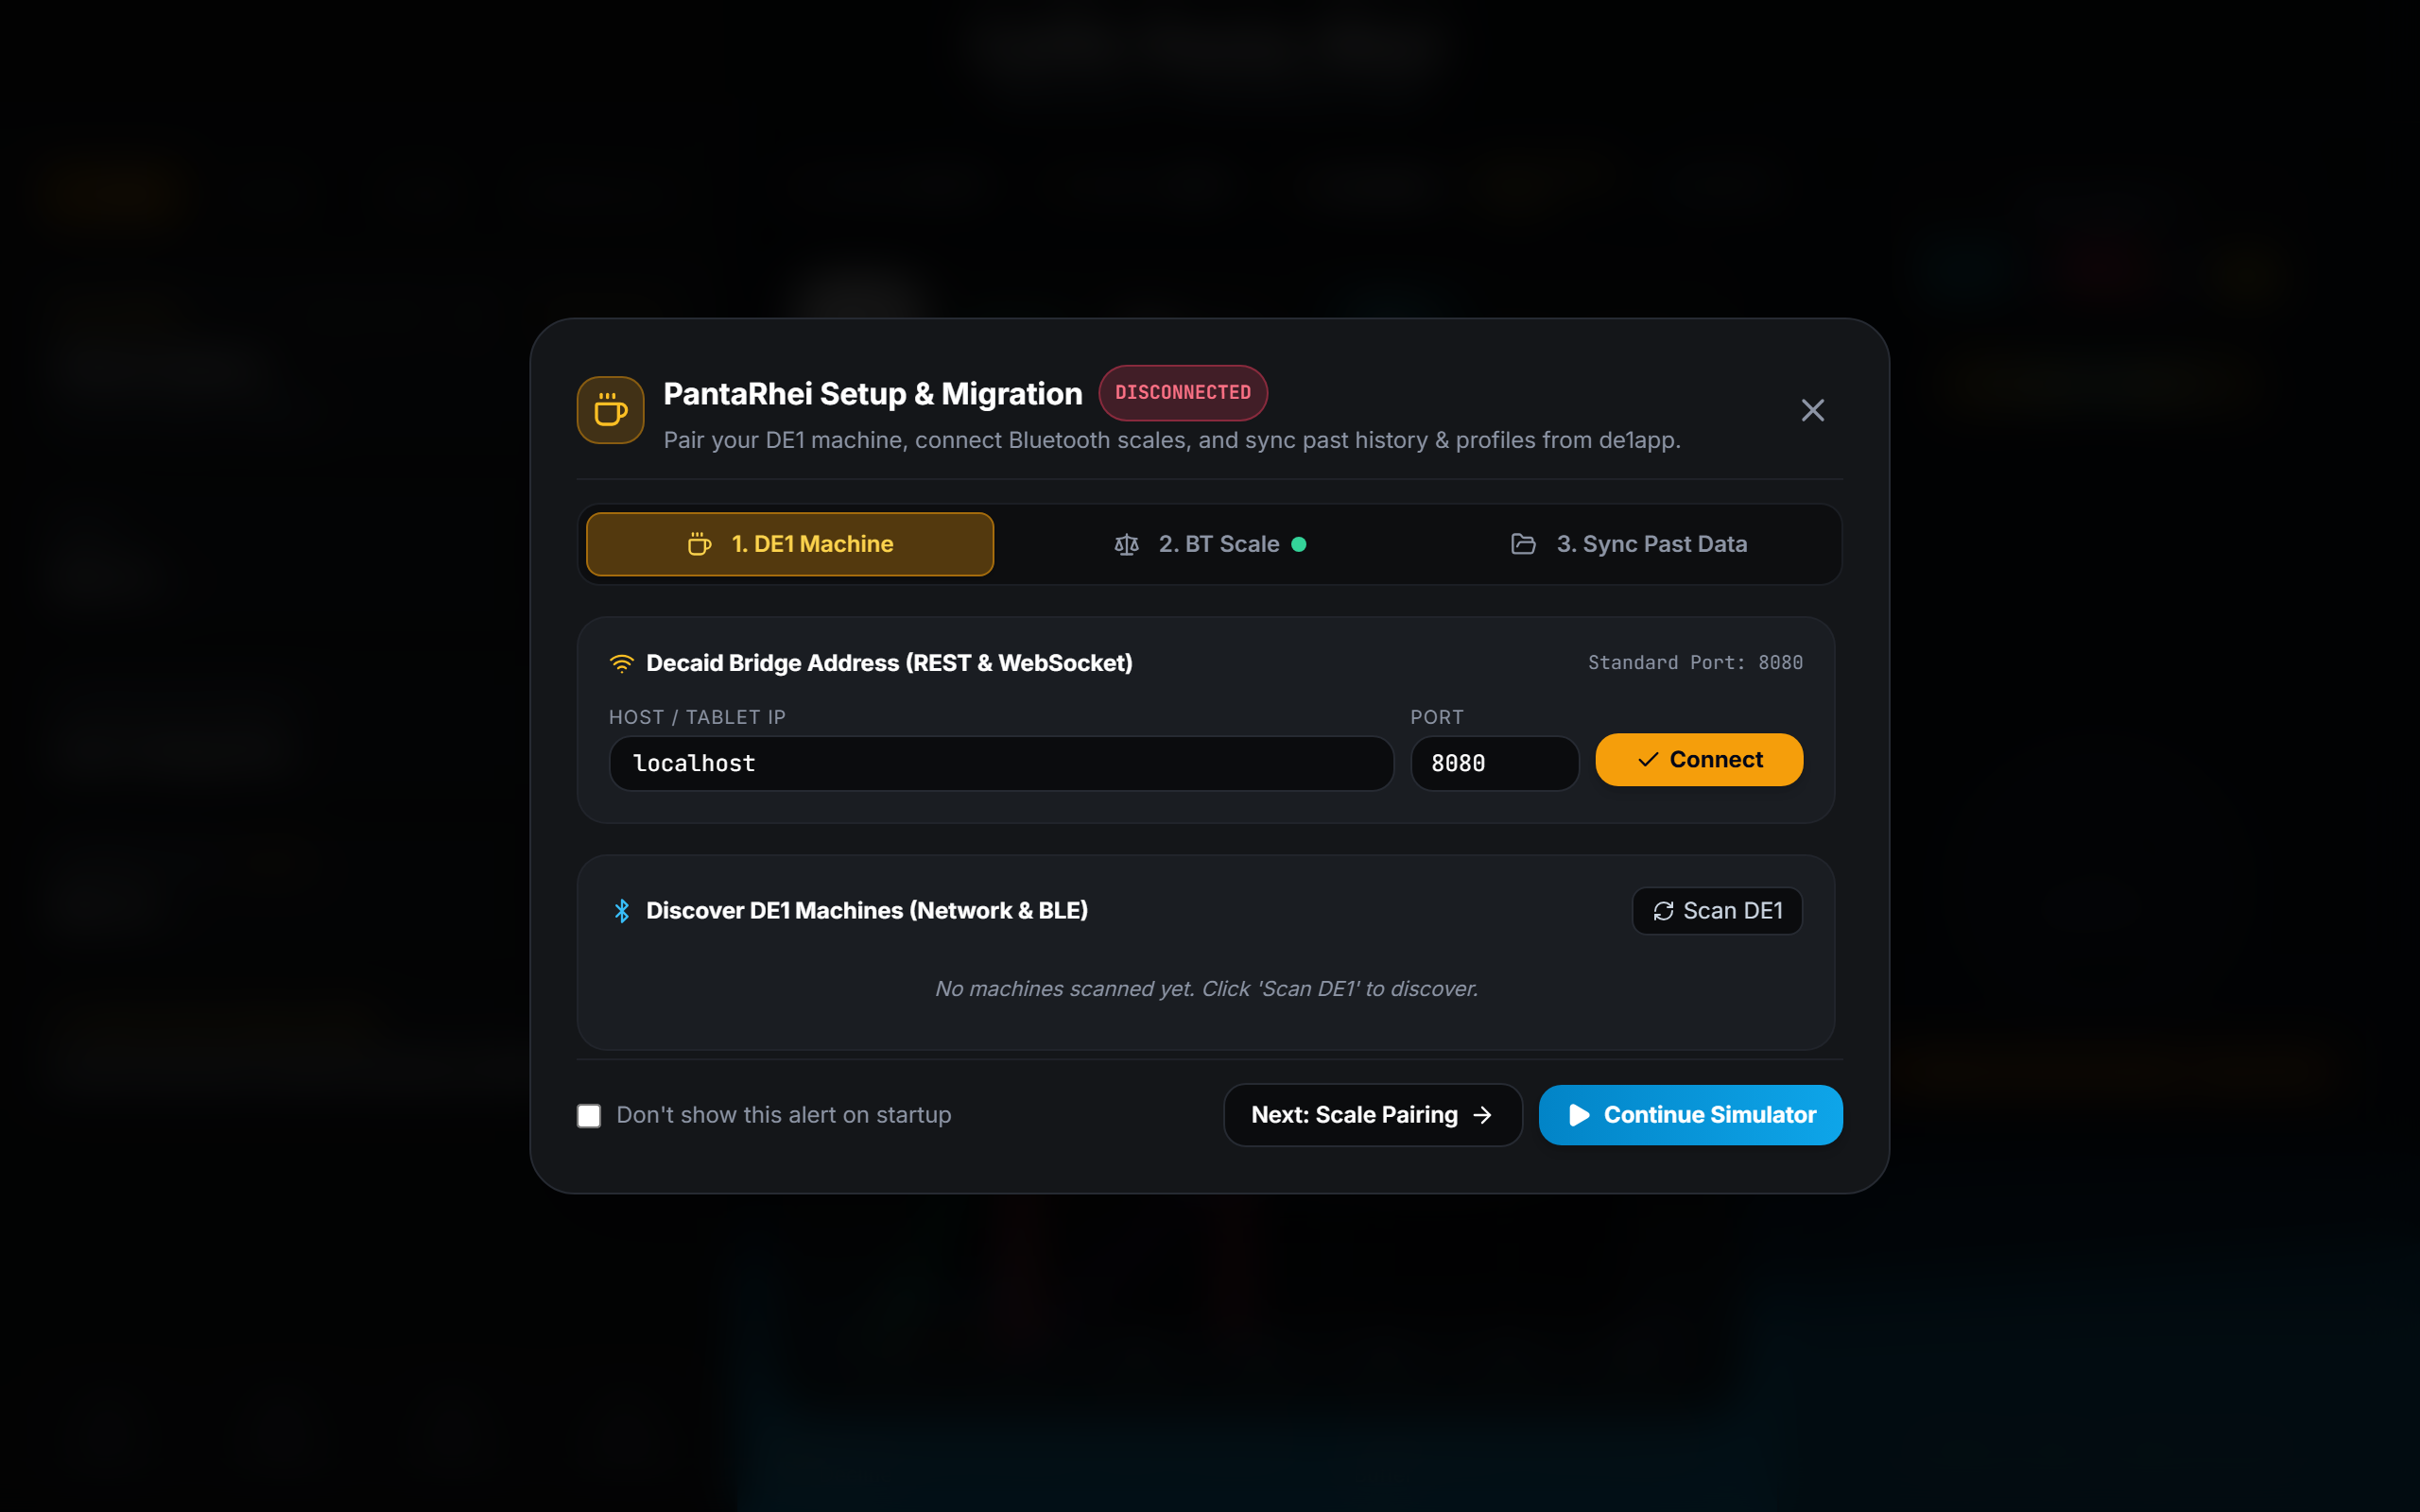 PantaRhei Setup & Migration DISCONNECTED
Pair your DE1 machine, connect Bluetooth scales, and sync past history & profiles from de1app.
1. DE1 Machine
2. BT Scale
3. Sync Past Data
Decaid Bridge Address (REST & WebSocket)
Standard Port: 8080
HOST / TABLET IP
PORT
localhost
8080
Connect
Discover DE1 Machines (Network & BLE)
Scan DE1
No machines scanned yet. Click 'Scan DE1' to discover.
Don't show this alert on startup
Next: Scale Pairing →
Continue Simulator